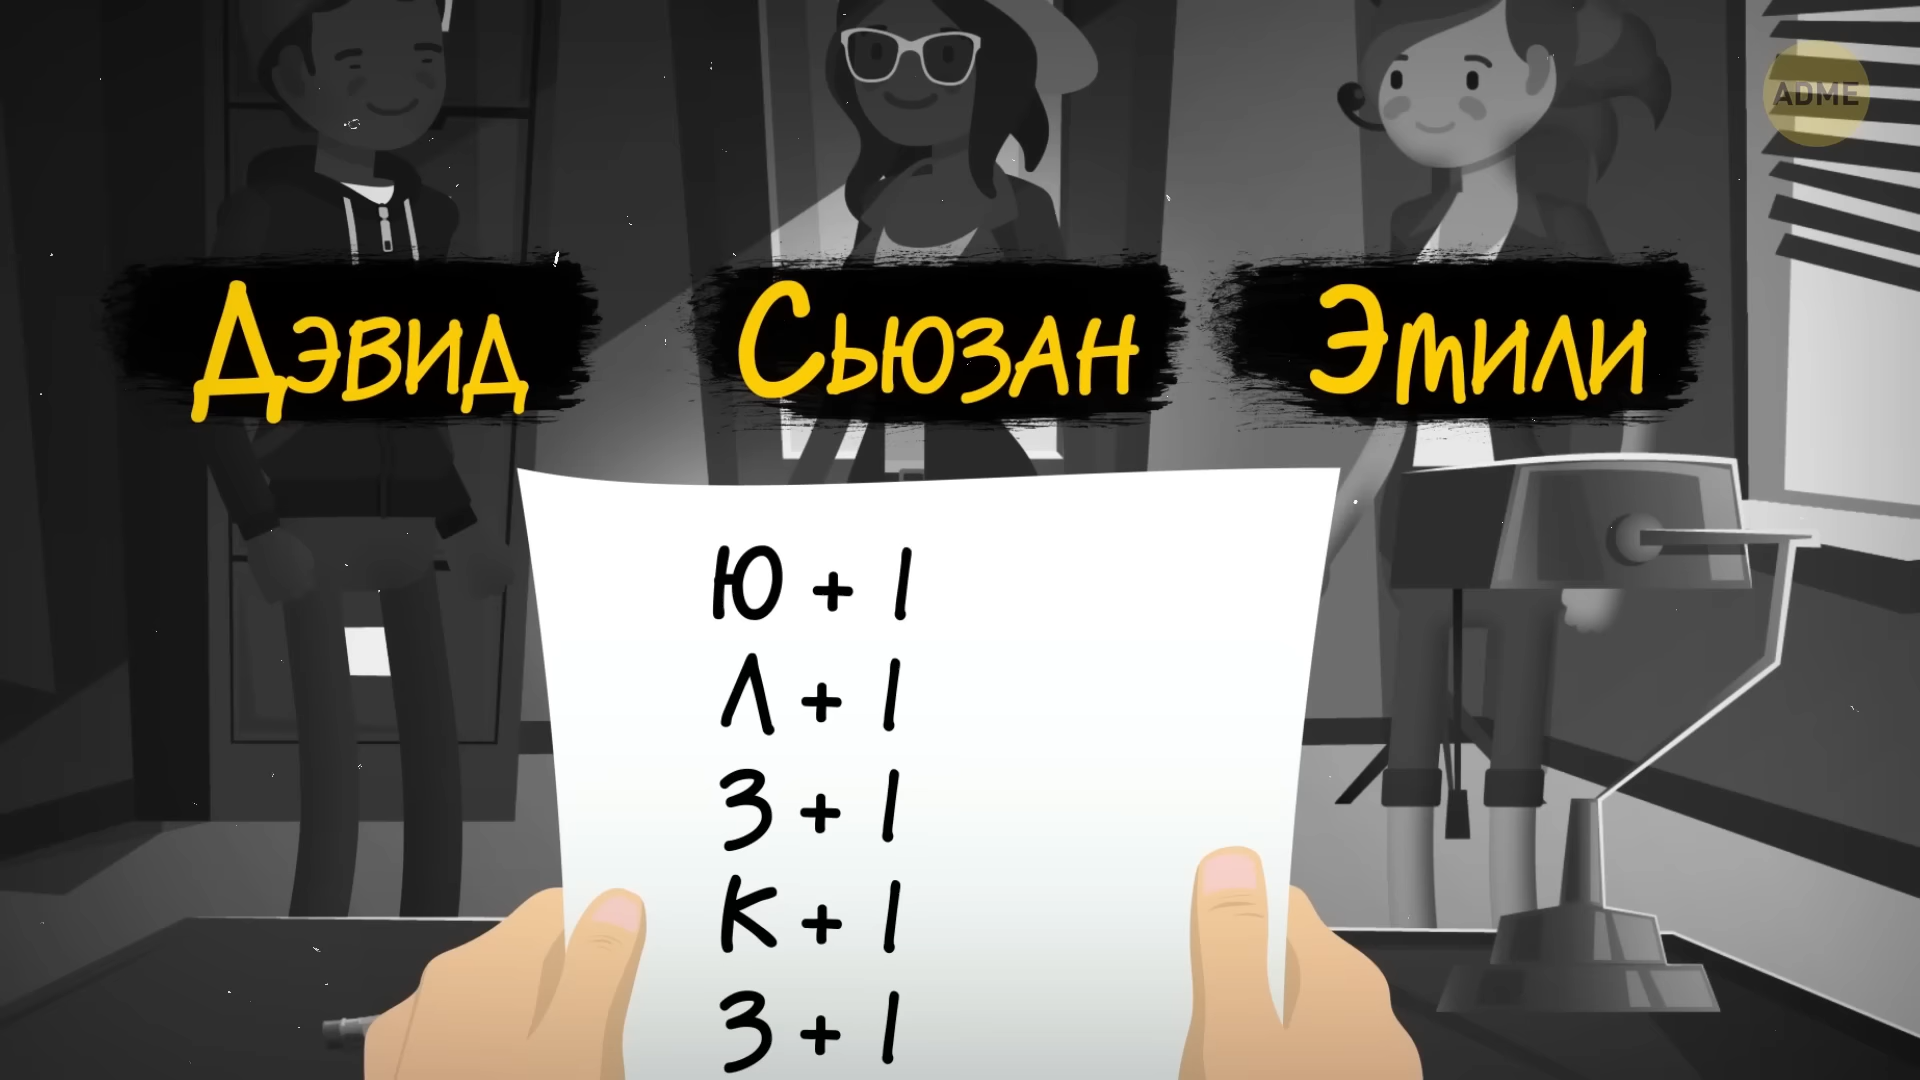 ADME
Дэвид
Сьюзан
Эмили
Ю + 1
Л + 1
З + 1
К + 1
З + 1